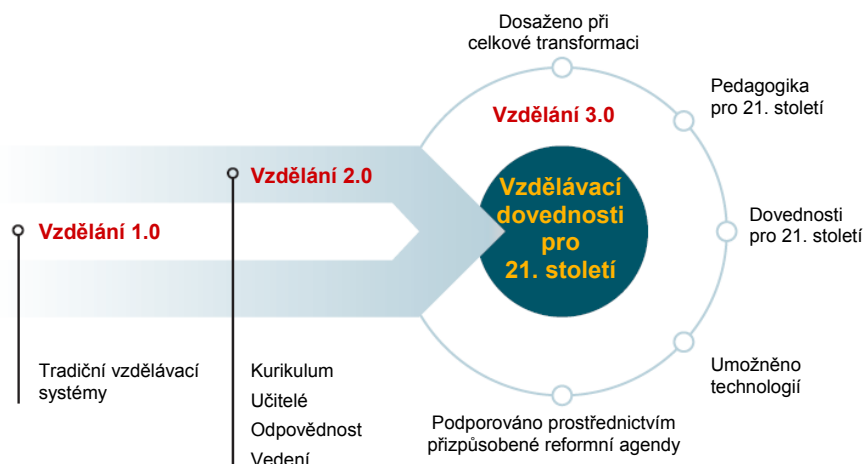 Dosaženo při
celkové transformaci
Pedagogika
pro 21. století
Vzdělání 3.0
Vzdělání 2.0
Vzdělávací
dovednosti
pro
21. století
Vzdělání 1.0
Dovednosti
pro 21. století
Tradiční vzdělávací
systémy
Kurikulum
Učitelé
Odpovědnost
Vedení
Umožněno
technologií
Podporováno prostřednictvím
přizpůsobené reformní agendy